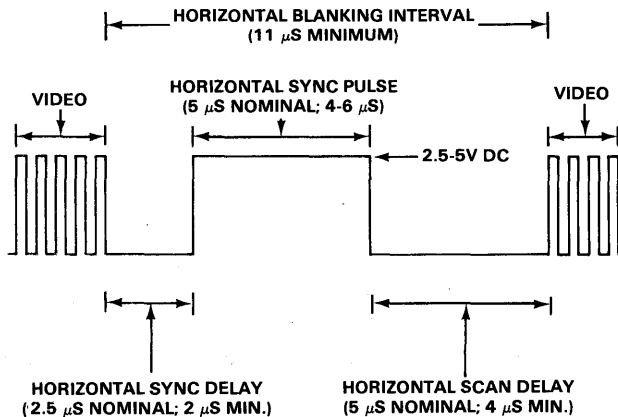 HORIZONTAL BLANKING INTERVAL
(11 μS MINIMUM)
HORIZONTAL SYNC PULSE
(5 μS NOMINAL; 4-6 μS)
VIDEO
VIDEO
2.5-5V DC
HORIZONTAL SYNC DELAY
(2.5 μS NOMINAL; 2 μS MIN.)
HORIZONTAL SCAN DELAY
(5 μS NOMINAL; 4 μS MIN.)